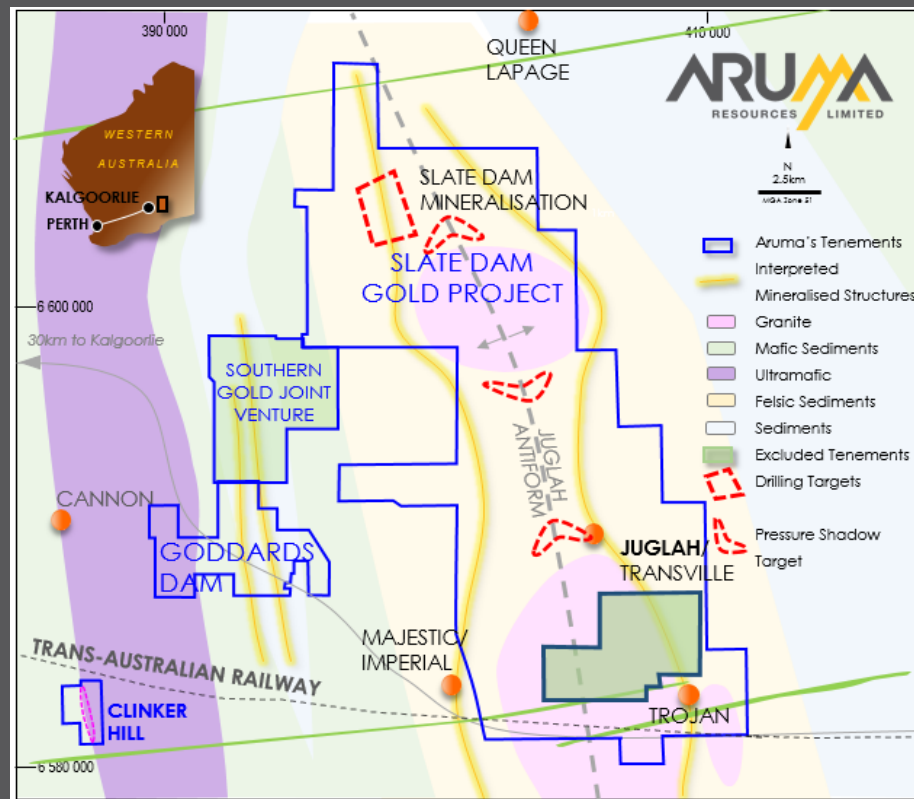 390 000
410 000
QUEEN
LAPAGE
ARUMA
RESOURCES LIMITED
N
2.5km
MGA Zone 51
WESTERN
AUSTRALIA
KALGOORLIE
PERTH
SLATE DAM
MINERALISATION
SLATE DAM
GOLD PROJECT
Aruma's Tenements
Interpreted
Mineralised Structures
Granite
Mafic Sediments
Ultramafic
Felsic Sediments
Sediments
Excluded Tenements
Drilling Targets
Pressure Shadow
Target
6 600 000
30km to Kalgoorlie
SOUTHERN
GOLD JOINT
VENTURE
JUGLAH
ANTIFORM
CANNON
GODDARDS
DAM
JUGLAH/
TRANSVILLE
MAJESTIC/
IMPERIAL
TRANS-AUSTRALIAN RAILWAY
CLINKER
HILL
TROJAN
6 580 000